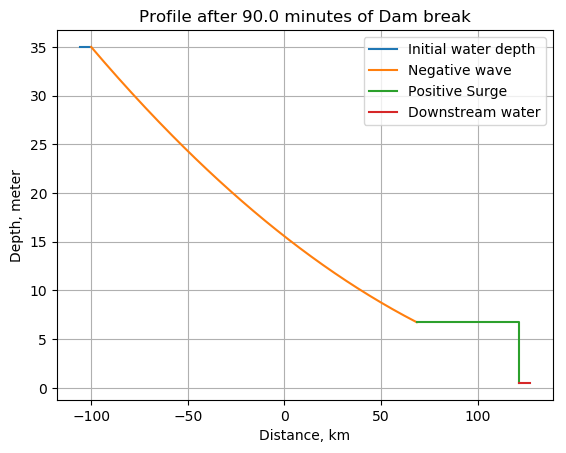 Profile after 90.0 minutes of Dam break
Initial water depth
Negative wave
Positive Surge
Downstream water
35
30
25
20
15
10
5
0
Depth, meter
−100
−50
0
50
100
Distance, km